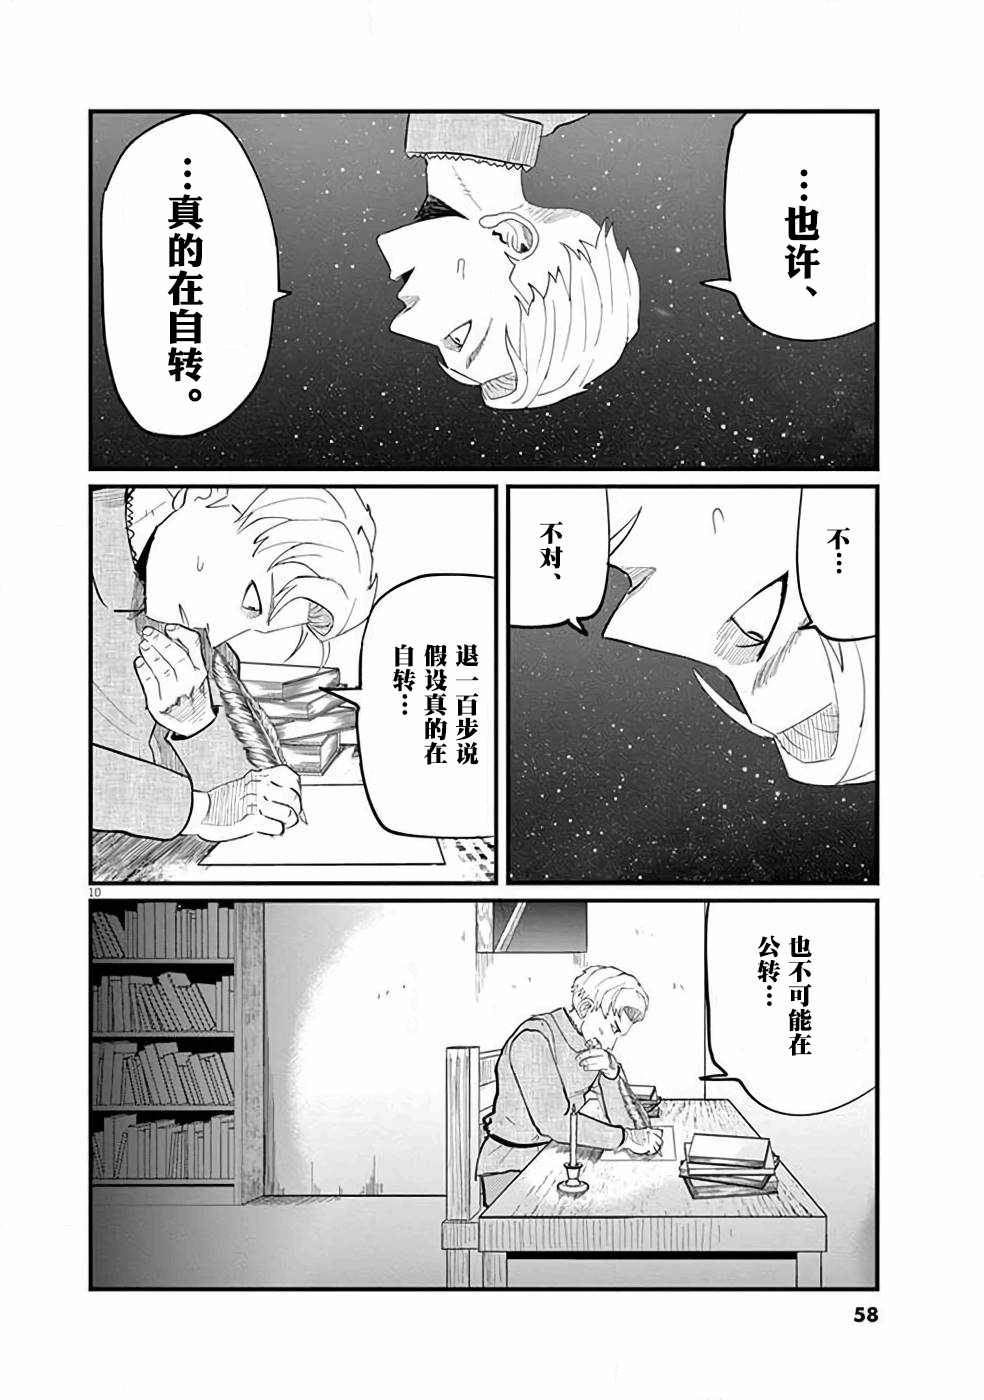 …也许、
…真的在自转。
不…
不对、
退一百步说
假设真的在
自转…
10
也不可能在
公转…
58